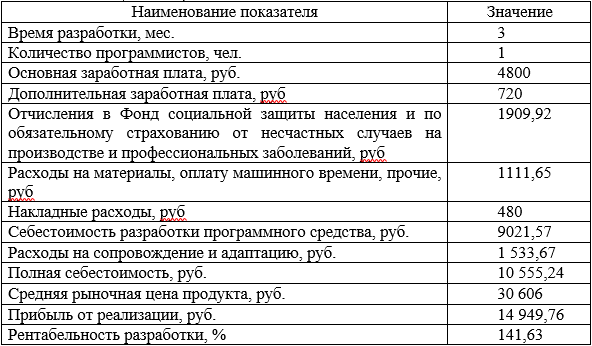 Наименование показателя Значение
Время разработки, мес. 3
Количество программистов, чел. 1
Основная заработная плата, руб. 4800
Дополнительная заработная плата, руб 720
Отчисления в Фонд социальной защиты населения и по 1909,92
обязательному страхованию от несчастных случаев на
производстве и профессиональных заболеваний, руб
Расходы на материалы, оплату машинного времени, прочие, 1111,65
руб
Накладные расходы, руб 480
Себестоимость разработки программного средства, руб. 9021,57
Расходы на сопровождение и адаптацию, руб. 1 533,67
Полная себестоимость, руб. 10 555,24
Средняя рыночная цена продукта, руб. 30 606
Прибыль от реализации, руб. 14 949,76
Рентабельность разработки, % 141,63